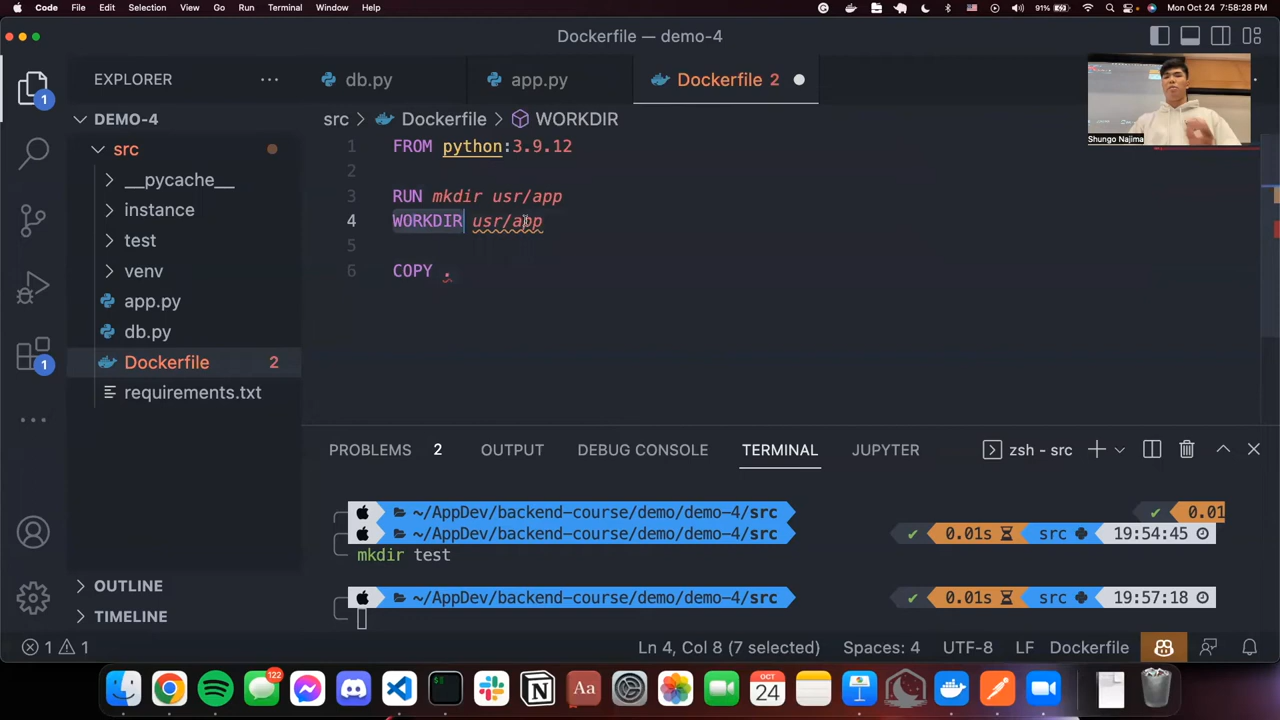 Code File Edit Selection View Go Run Terminal Window Help 91% Mon Oct 24 7:58:28 PM
Dockerfile — demo-4
EXPLORER ···
db.py app.py Dockerfile 2
Shungo Najima
1
DEMO-4
src > Dockerfile > WORKDIR
src
__pycache__
instance
test
venv
app.py
db.py
Dockerfile 2
requirements.txt
1
1 FROM python:3.9.12
2
3 RUN mkdir usr/app
4 WORKDIR usr/app
5
6 COPY .
PROBLEMS 2 OUTPUT DEBUG CONSOLE TERMINAL JUPYTER zsh - src
~/AppDev/backend-course/demo/demo-4/src 0.01
~/AppDev/backend-course/demo/demo-4/src 0.01s src 19:54:45
mkdir test
~/AppDev/backend-course/demo/demo-4/src 0.01s src 19:57:18
OUTLINE
TIMELINE
1 1 Ln 4, Col 8 (7 selected) Spaces: 4 UTF-8 LF Dockerfile
122
OCT
24
Aa